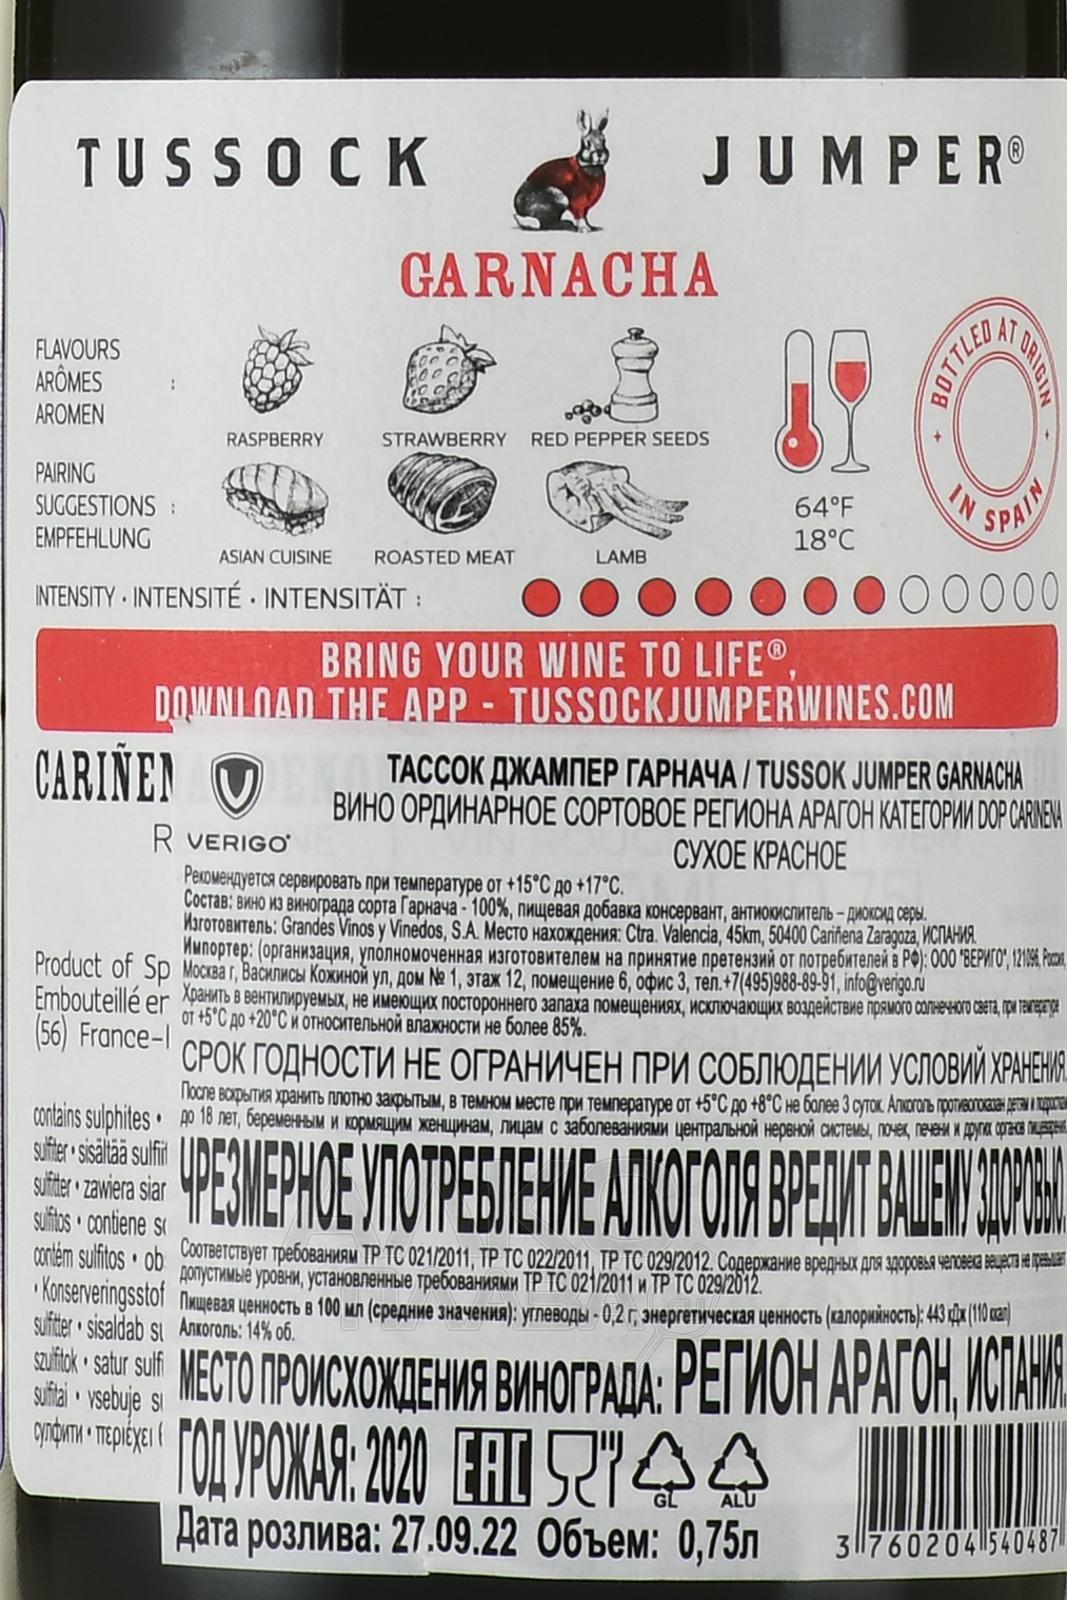 TUSSOCK JUMPER®
GARNACHA
FLAVOURS
ARÔMES :
AROMEN
RASPBERRY STRAWBERRY RED PEPPER SEEDS
PAIRING
SUGGESTIONS :
EMPFEHLUNG
ASIAN CUISINE ROASTED MEAT LAMB
64°F
18°C
BOTTLED AT ORIGIN
IN SPAIN
INTENSITY · INTENSITÉ · INTENSITÄT :
BRING YOUR WINE TO LIFE®,
DOWNLOAD THE APP - TUSSOCKJUMPERWINES.COM
CARIÑEN
R
Product of Sp
Embouteillé er
(56) France-I
contains sulphites •
sulfiter • sisältää sulfiit
sulfitter • zawiera siar
sulfitos • contiene su
contém sulfitos • ob
• Konserveringsstof
sulfitter • sisaldab su
szulfitok • satur sulfi
sulfitai • vsebuje si
сулфити • περιέχει
VERIGO
ТАССОК ДЖАМПЕР ГАРНАЧА / TUSSOK JUMPER GARNACHA
ВИНО ОРДИНАРНОЕ СОРТОВОЕ РЕГИОНА АРАГОН КАТЕГОРИИ DOP CARINENA
СУХОЕ КРАСНОЕ
Рекомендуется сервировать при температуре от +15°С до +17°С.
Состав: вино из винограда сорта Гарнача - 100%, пищевая добавка консервант, антиокислитель – диоксид серы.
Изготовитель: Grandes Vinos y Vinedos, S.A. Место нахождения: Ctra. Valencia, 45km, 50400 Cariñena Zaragoza, ИСПАНИЯ.
Импортер: (организация, уполномоченная изготовителем на принятие претензий от потребителей в РФ): ООО "ВЕРИГО", 121096, Россия,
Москва г, Василисы Кожиной ул, дом № 1, этаж 12, помещение 6, офис 3, тел.+7(495)988-89-91, info@verigo.ru
Хранить в вентилируемых, не имеющих постороннего запаха помещениях, исключающих воздействие прямого солнечного света, при температуре
от +5°С до +20°С и относительной влажности не более 85%.
СРОК ГОДНОСТИ НЕ ОГРАНИЧЕН ПРИ СОБЛЮДЕНИИ УСЛОВИЙ ХРАНЕНИЯ.
После вскрытия хранить плотно закрытым, в темном месте при температуре от +5°С до +8°С не более 3 суток. Алкоголь противопоказан детям и подросткам
до 18 лет, беременным и кормящим женщинам, лицам с заболеваниями центральной нервной системы, почек, печени и других органов пищеварения.
ЧРЕЗМЕРНОЕ УПОТРЕБЛЕНИЕ АЛКОГОЛЯ ВРЕДИТ ВАШЕМУ ЗДОРОВЬЮ.
Соответствует требованиям ТР ТС 021/2011, ТР ТС 022/2011, ТР ТС 029/2012. Содержание вредных для здоровья человека веществ не превышает
допустимые уровни, установленные требованиями ТР ТС 021/2011 и ТР ТС 029/2012.
Пищевая ценность в 100 мл (средние значения): углеводы - 0,2 г, энергетическая ценность (калорийность): 443 кДж (110 ккал)
Алкоголь: 14% об.
МЕСТО ПРОИСХОЖДЕНИЯ ВИНОГРАДА: РЕГИОН АРАГОН, ИСПАНИЯ.
ГОД УРОЖАЯ: 2020 EAC GL ALU
Дата розлива: 27.09.22 Объем: 0,75л
3 760204 540487